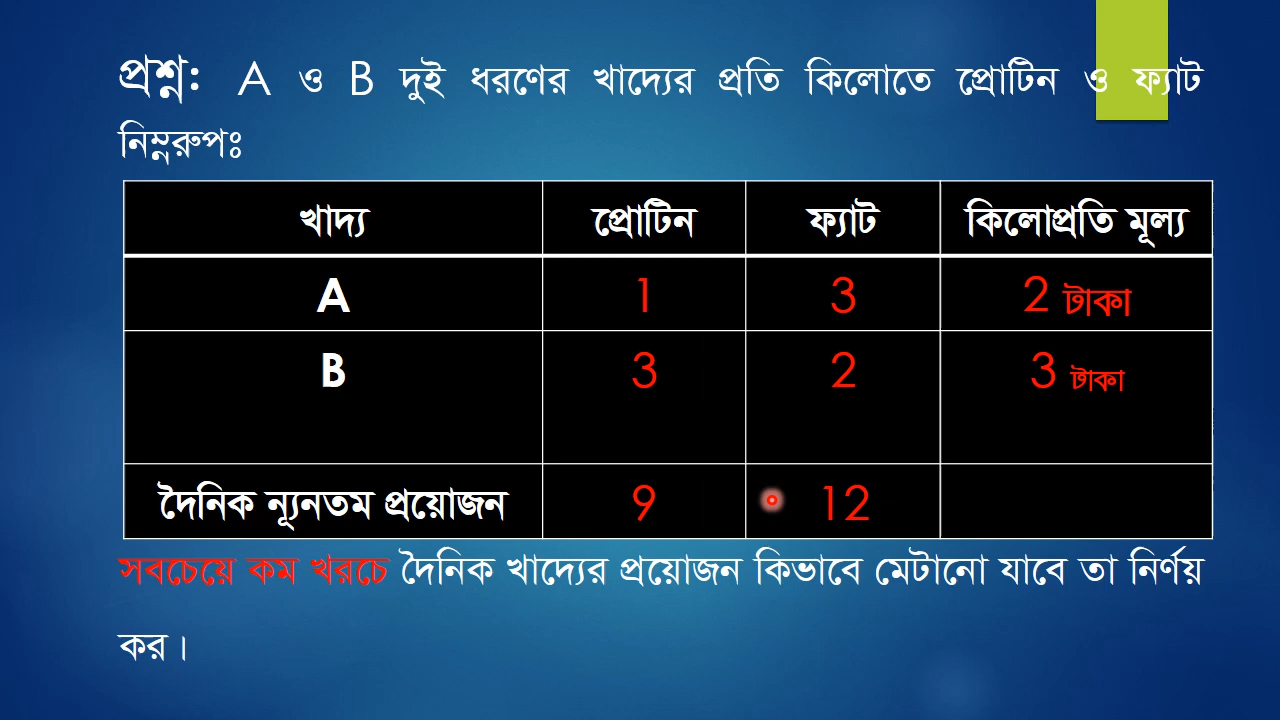 প্রশ্ন: A ও B দুই ধরণের খাদ্যের প্রতি কিলোতে প্রোটিন ও ফ্যাট
নিম্নরুপঃ
খাদ্য প্রোটিন ফ্যাট কিলোপ্রতি মূল্য
A 1 3 2 টাকা
B 3 2 3 টাকা
দৈনিক ন্যূনতম প্রয়োজন 9 12
সবচেয়ে কম খরচে দৈনিক খাদ্যের প্রয়োজন কিভাবে মেটানো যাবে তা নির্ণয়
কর।